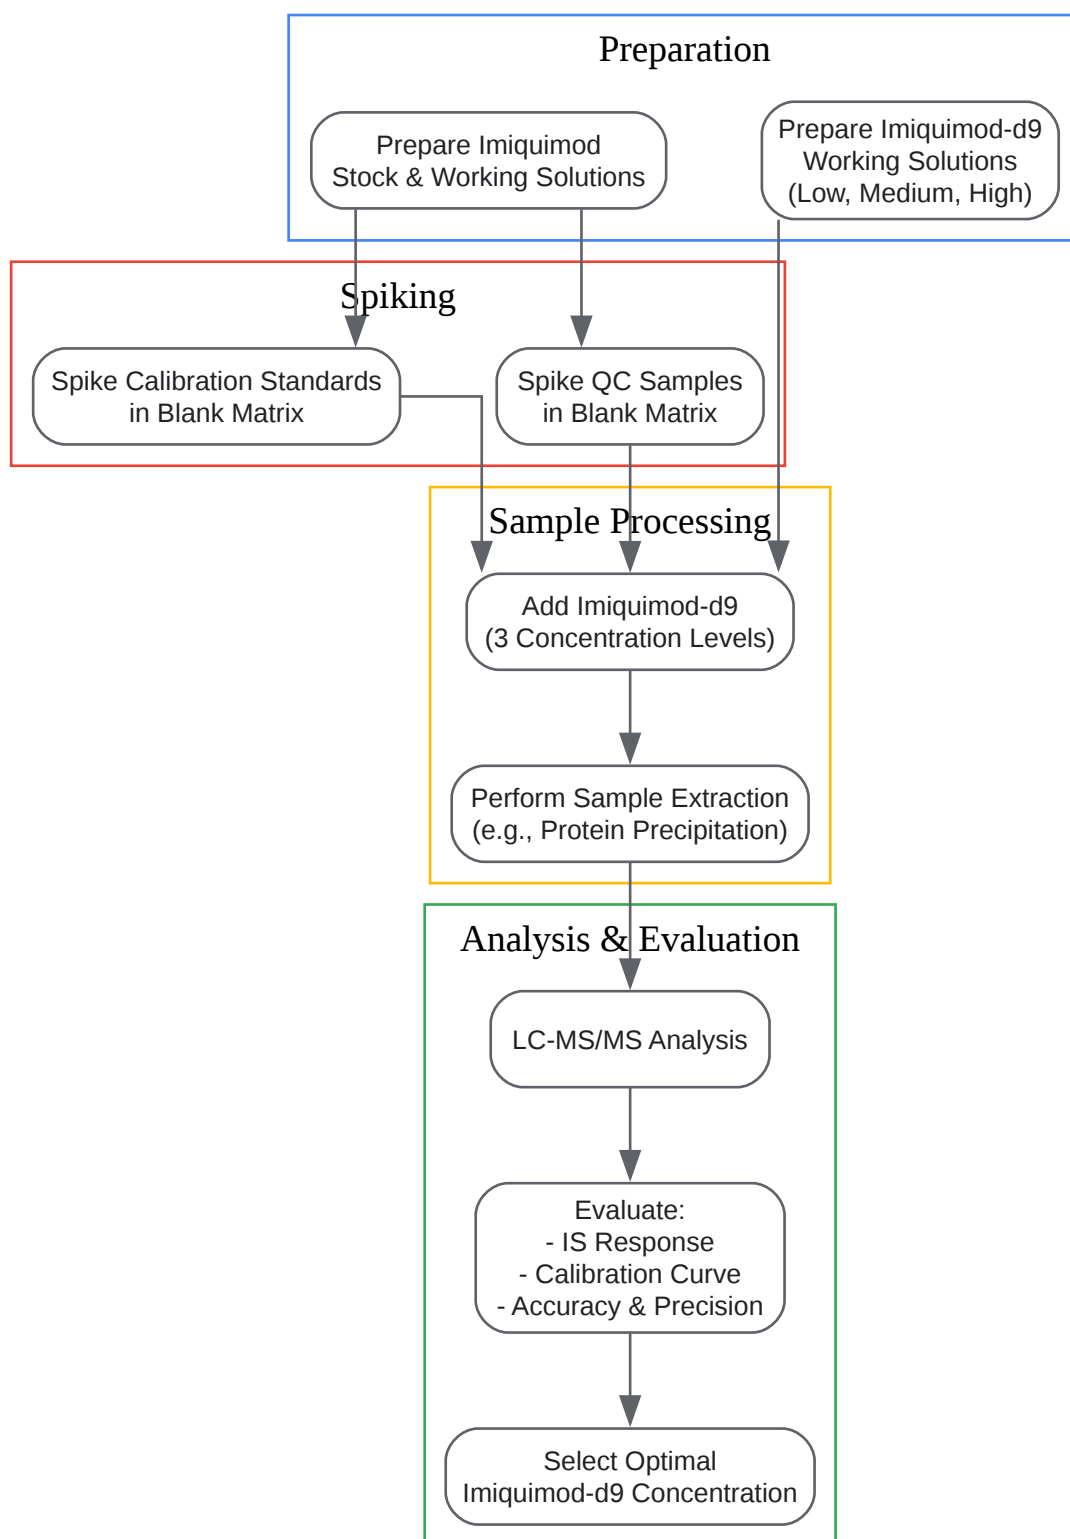 Preparation
Prepare Imiquimod
Stock & Working Solutions
Prepare Imiquimod-d9
Working Solutions
(Low, Medium, High)
Spiking
Spike Calibration Standards
in Blank Matrix
Spike QC Samples
in Blank Matrix
Sample Processing
Add Imiquimod-d9
(3 Concentration Levels)
Perform Sample Extraction
(e.g., Protein Precipitation)
Analysis & Evaluation
LC-MS/MS Analysis
Evaluate:
- IS Response
- Calibration Curve
- Accuracy & Precision
Select Optimal
Imiquimod-d9 Concentration